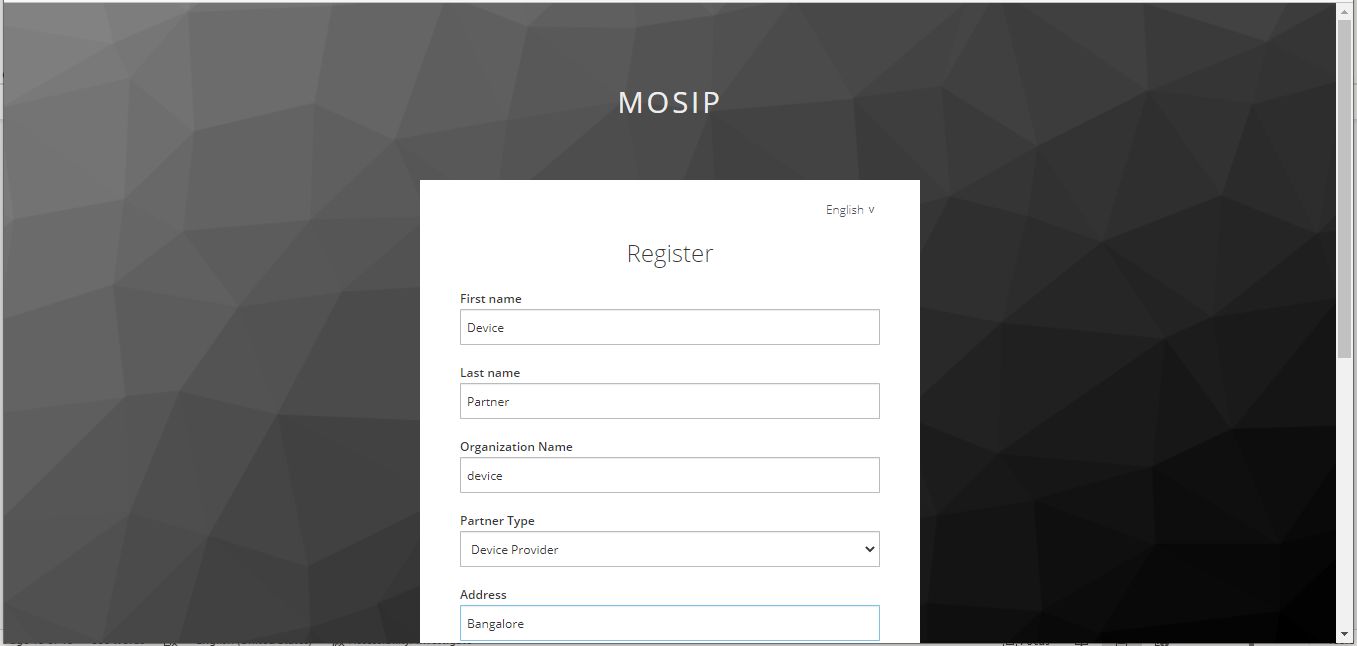 MOSIP
English v
Register
First name
Device
Last name
Partner
Organization Name
device
Partner Type
Device Provider
Address
Bangalore